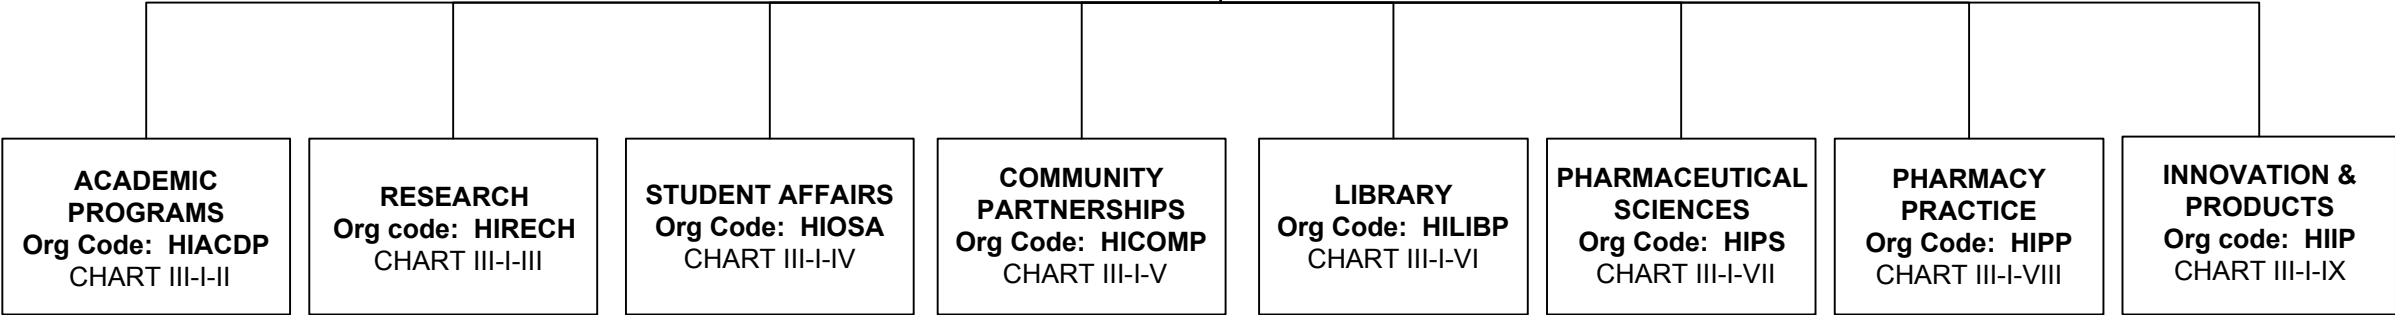 ACADEMIC
PROGRAMS
Org Code: HIACDP
CHART III-I-II
RESEARCH
Org code: HIRECH
CHART III-I-III
STUDENT AFFAIRS
Org Code: HIOSA
CHART III-I-IV
COMMUNITY
PARTNERSHIPS
Org Code: HICOMP
CHART III-I-V
LIBRARY
Org Code: HILIBP
CHART III-I-VI
PHARMACEUTICAL
SCIENCES
Org Code: HIPS
CHART III-I-VII
PHARMACY
PRACTICE
Org Code: HIPP
CHART III-I-VIII
INNOVATION &
PRODUCTS
Org code: HIIP
CHART III-I-IX